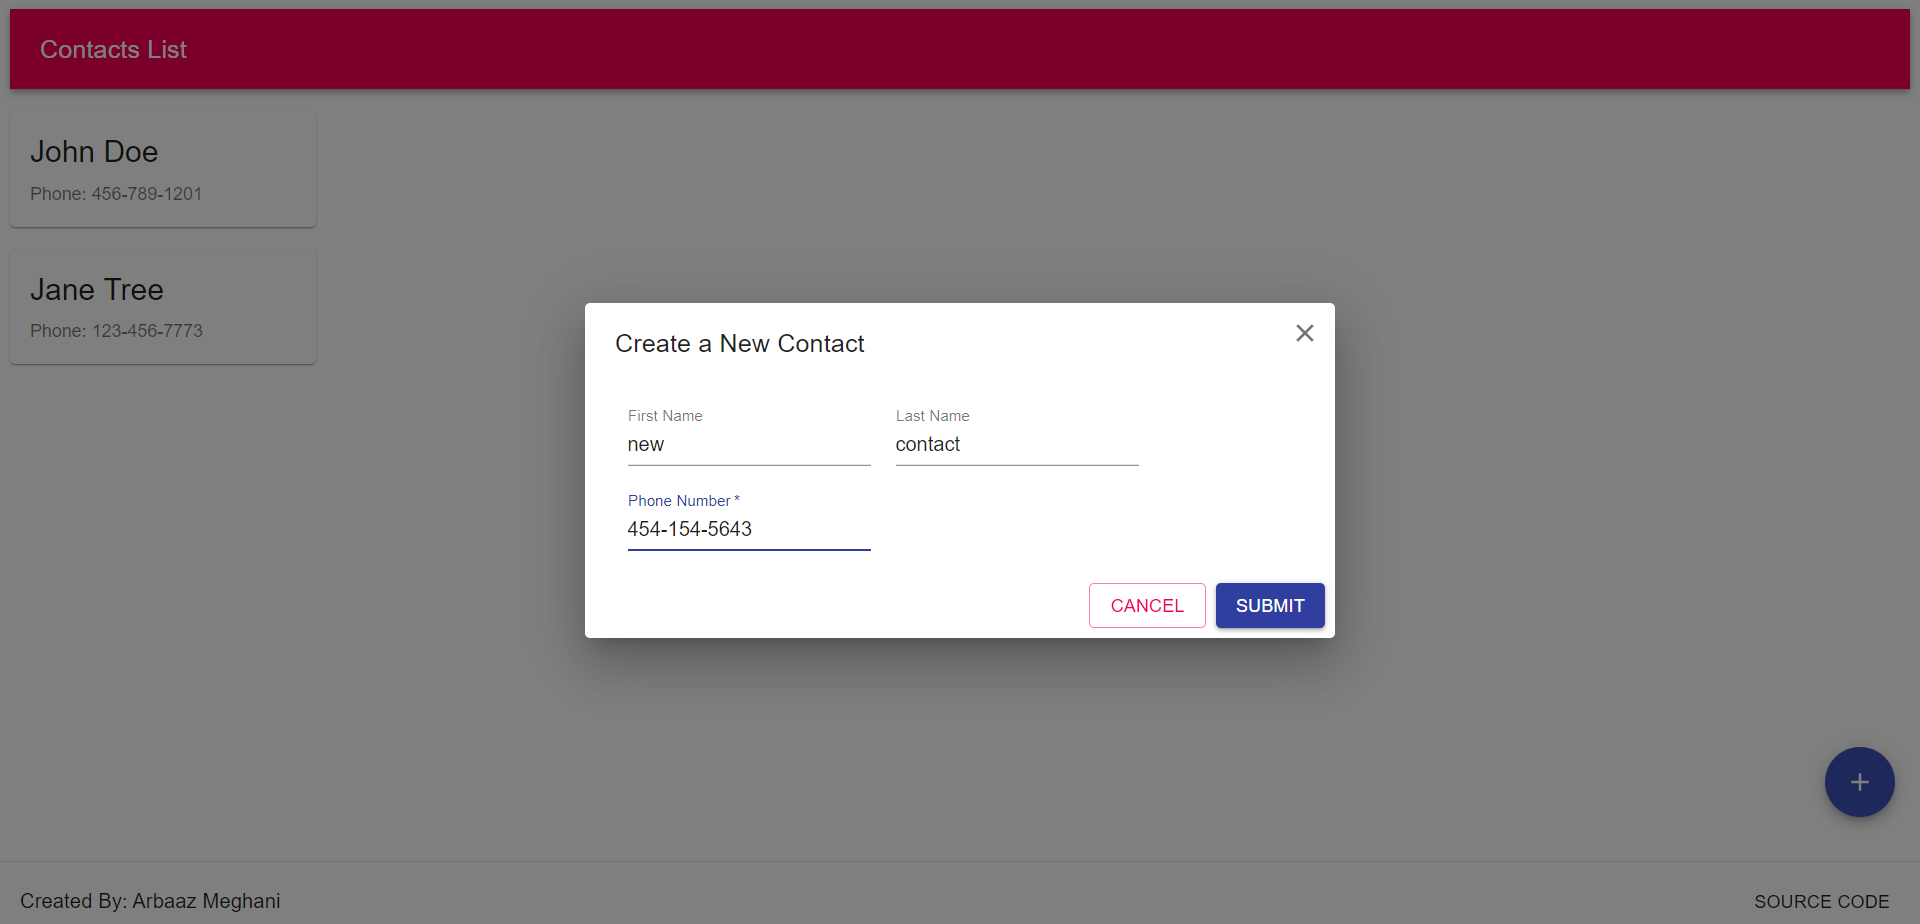 Contacts List
John Doe
Phone: 456-789-1201
Jane Tree
Phone: 123-456-7773
Create a New Contact
First Name Last Name
new contact
Phone Number *
454-154-5643
CANCEL SUBMIT
Created By: Arbaaz Meghani SOURCE CODE